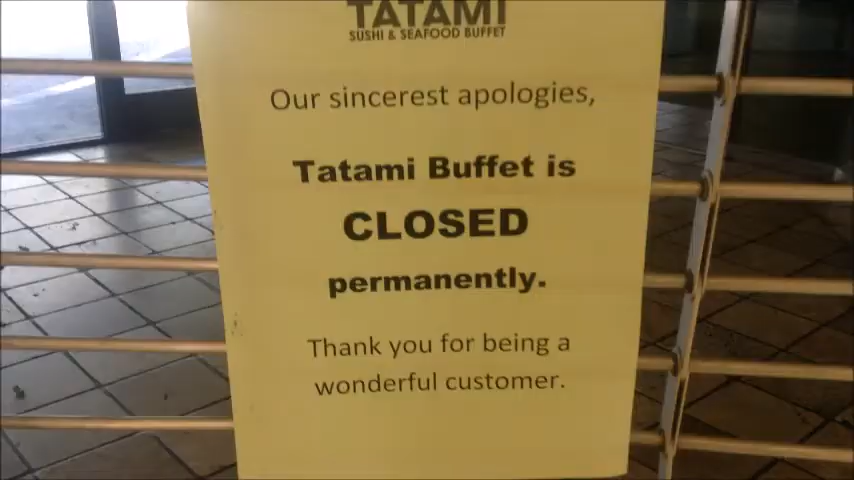 TATAMI
SUSHI & SEAFOOD BUFFET
Our sincerest apologies,
Tatami Buffet is
CLOSED
permanently.
Thank you for being a
wonderful customer.